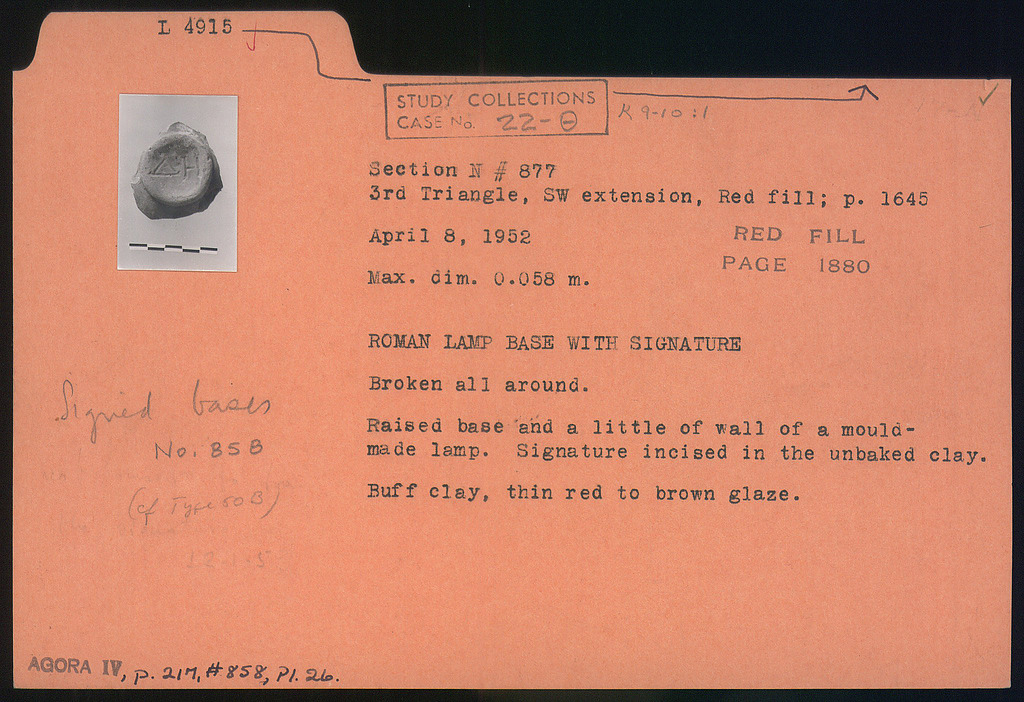 L 4915
STUDY COLLECTIONS
CASE No. 22-Θ
K 9-10 :1
Section N # 877
3rd Triangle, SW extension, Red fill; p. 1645
April 8, 1952
RED FILL
PAGE 1880
Max. dim. 0.058 m.
ΔΗ
ROMAN LAMP BASE WITH SIGNATURE
Broken all around.
Raised base and a little of wall of a mould-
made lamp. Signature incised in the unbaked clay.
Buff clay, thin red to brown glaze.
Signed bases
No. 858
(cf Type 50 B)
AGORA IV, p. 217, #858, Pl. 26.